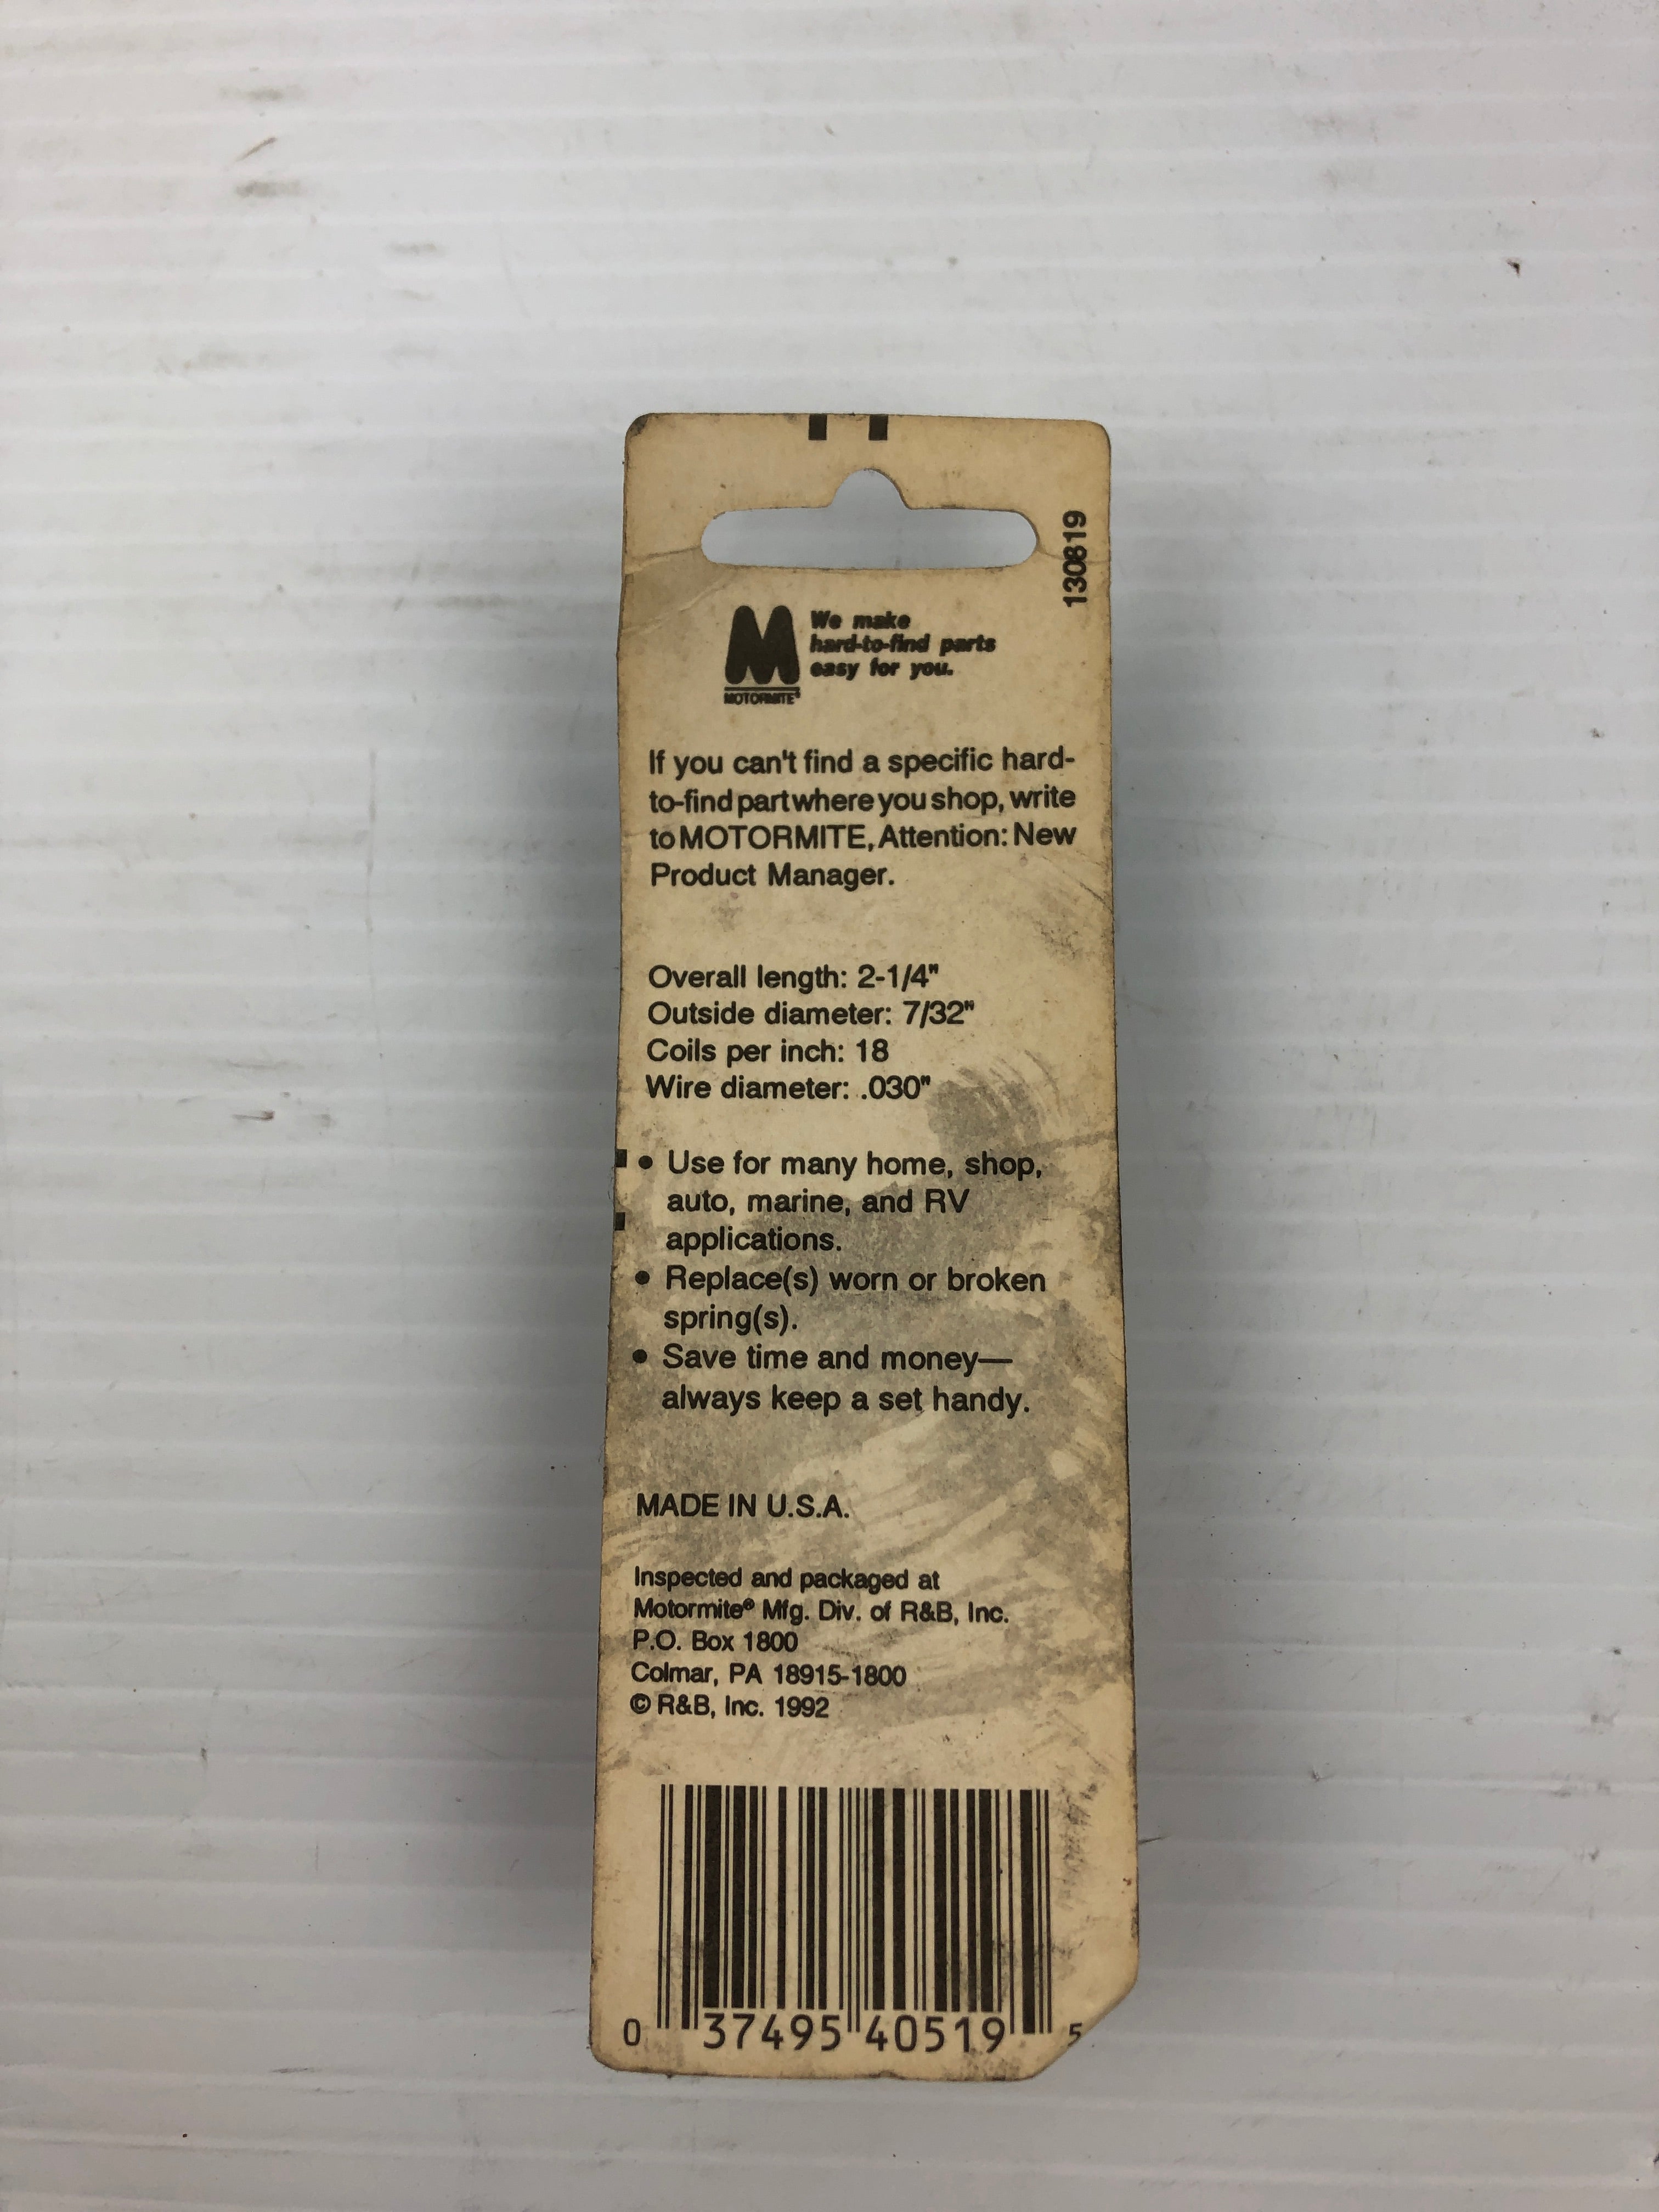 130819
We make
hard-to-find parts
easy for you.
MOTORMITE®
If you can't find a specific hard-
to-find part where you shop, write
to MOTORMITE, Attention: New
Product Manager.
Overall length: 2-1/4"
Outside diameter: 7/32"
Coils per inch: 18
Wire diameter: .030"
• Use for many home, shop,
auto, marine, and RV
applications.
• Replace(s) worn or broken
spring(s).
• Save time and money—
always keep a set handy.
MADE IN U.S.A.
Inspected and packaged at
Motormite® Mfg. Div. of R&B, Inc.
P.O. Box 1800
Colmar, PA 18915-1800
© R&B, Inc. 1992
0 37495 40519 5